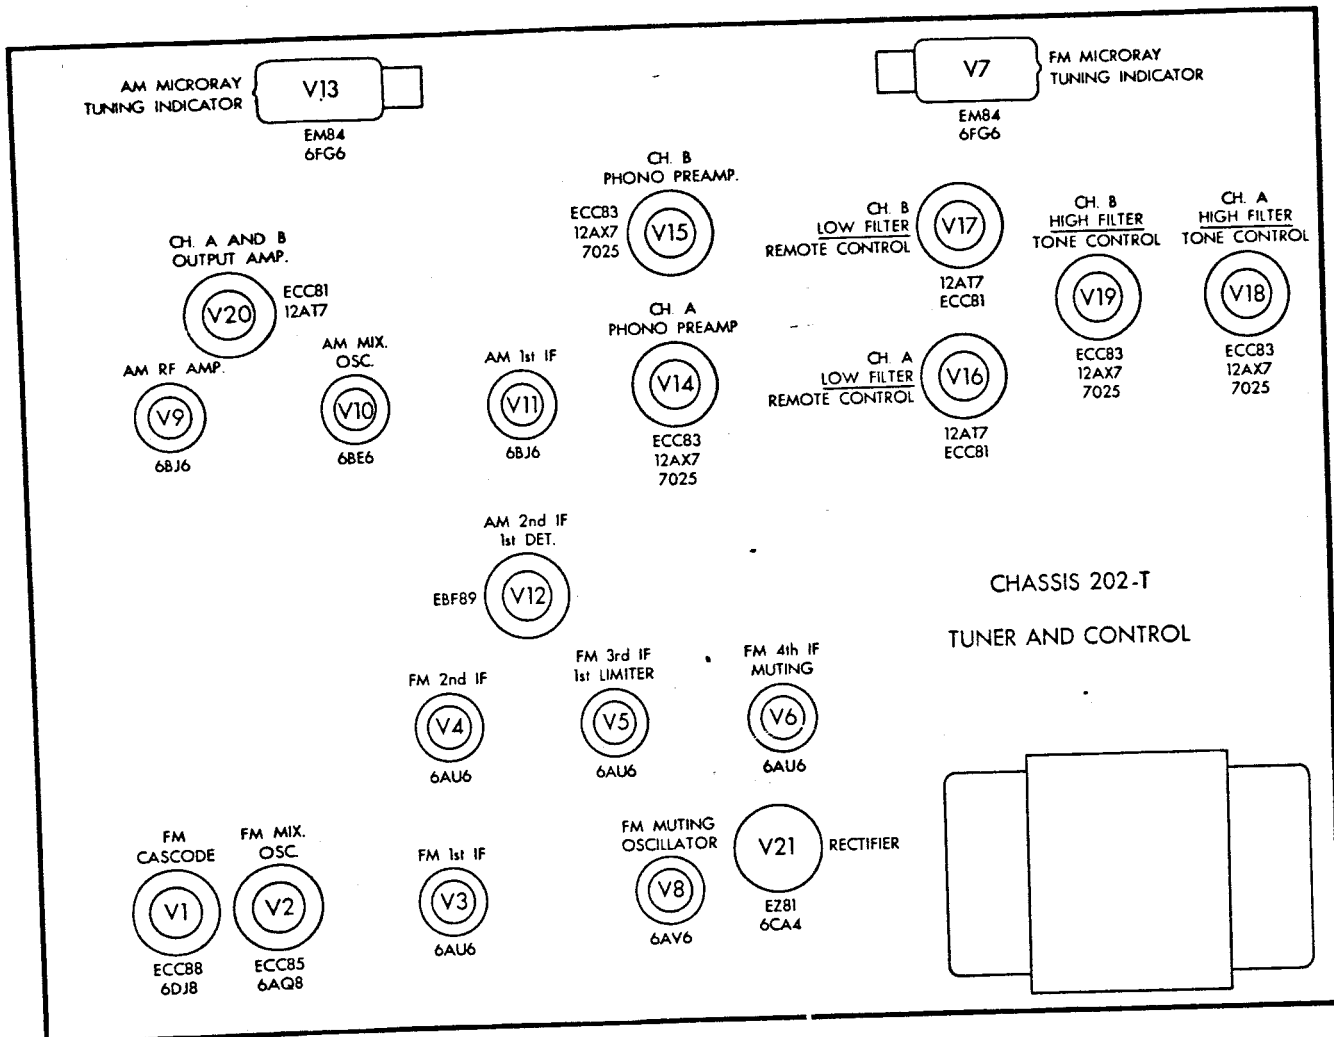 AM MICRORAY
TUNING INDICATOR
V13
EM84
6FG6
V7
FM MICRORAY
TUNING INDICATOR
EM84
6FG6
CH. B
PHONO PREAMP.
ECC83
12AX7
7025
V15
CH. B
LOW FILTER
REMOTE CONTROL
V17
12AT7
ECC81
CH. B
HIGH FILTER
TONE CONTROL
V19
ECC83
12AX7
7025
CH. A
HIGH FILTER
TONE CONTROL
V18
ECC83
12AX7
7025
CH. A AND B
OUTPUT AMP.
V20
ECC81
12AT7
AM RF AMP.
V9
6BJ6
AM MIX.
OSC.
V10
6BE6
AM 1st IF
V11
6BJ6
CH. A
PHONO PREAMP
V14
ECC83
12AX7
7025
CH. A
LOW FILTER
REMOTE CONTROL
V16
12AT7
ECC81
AM 2nd IF
1st DET.
EBF89
V12
CHASSIS 202-T
TUNER AND CONTROL
FM 2nd IF
V4
6AU6
FM 3rd IF
1st LIMITER
V5
6AU6
FM 4th IF
MUTING
V6
6AU6
FM
CASCODE
V1
ECC88
6DJ8
FM MIX.
OSC.
V2
ECC85
6AQ8
FM 1st IF
V3
6AU6
FM MUTING
OSCILLATOR
V8
6AV6
V21
RECTIFIER
EZ81
6CA4